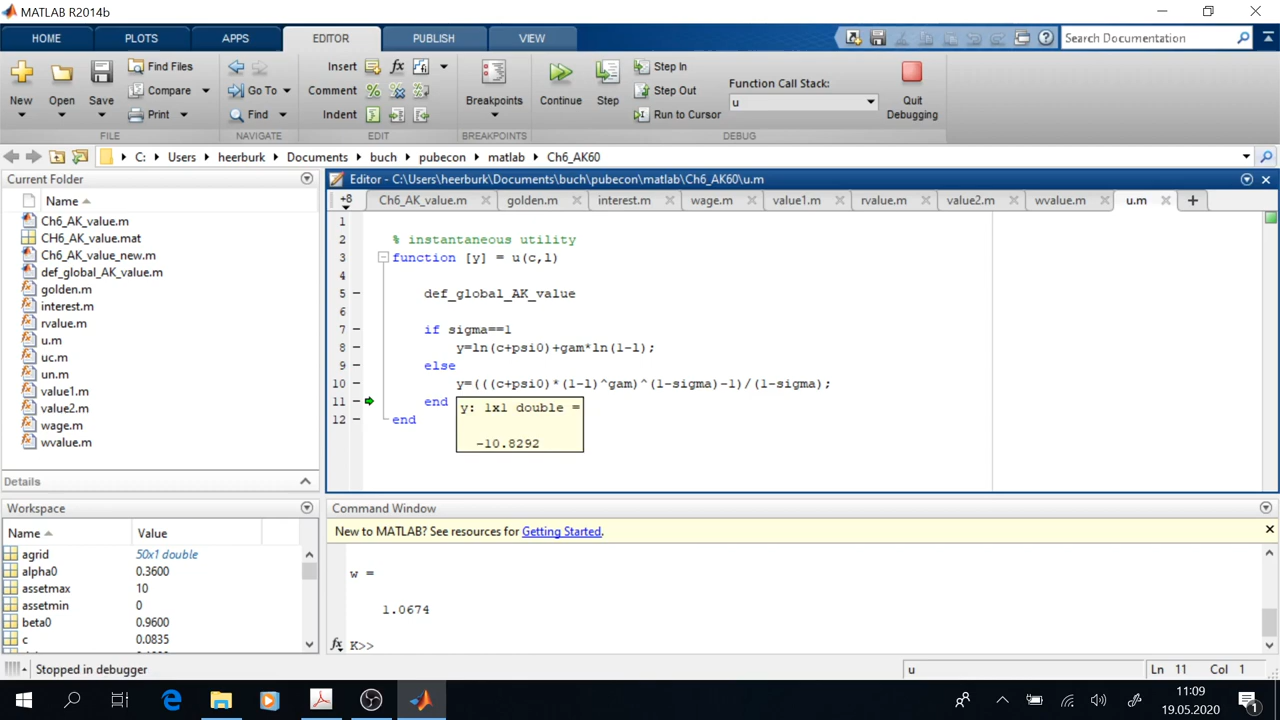 MATLAB R2014b
HOME PLOTS APPS EDITOR PUBLISH VIEW
Search Documentation
New Open Save Find Files Compare Print
FILE
Go To Find
NAVIGATE
Insert fx
Comment
Indent
EDIT
Breakpoints
BREAKPOINTS
Continue Step Step In Step Out Run to Cursor
Function Call Stack:
u
Quit Debugging
DEBUG
C: Users heerburk Documents buch pubecon matlab Ch6_AK60
Current Folder
Name
Ch6_AK_value.m
CH6_AK_value.mat
Ch6_AK_value_new.m
def_global_AK_value.m
golden.m
interest.m
rvalue.m
u.m
uc.m
un.m
value1.m
value2.m
wage.m
wvalue.m
Details
Workspace
Name Value
agrid 50x1 double
alpha0 0.3600
assetmax 10
assetmin 0
beta0 0.9600
c 0.0835
Editor - C:\Users\heerburk\Documents\buch\pubecon\matlab\Ch6_AK60\u.m
+8 Ch6_AK_value.m golden.m interest.m wage.m value1.m rvalue.m value2.m wvalue.m u.m
1
2 % instantaneous utility
3 function [y] = u(c,l)
4
5 def_global_AK_value
6
7 if sigma==1
8 y=ln(c+psi0)+gam*ln(1-l);
9 else
10 y=(((c+psi0)*(1-l)^gam)^(1-sigma)-1)/(1-sigma);
11 end
12 end
y: 1x1 double =
-10.8292
Command Window
New to MATLAB? See resources for Getting Started.
w =
1.0674
fx K>>
Stopped in debugger
u
Ln 11 Col 1
11:09
19.05.2020
1